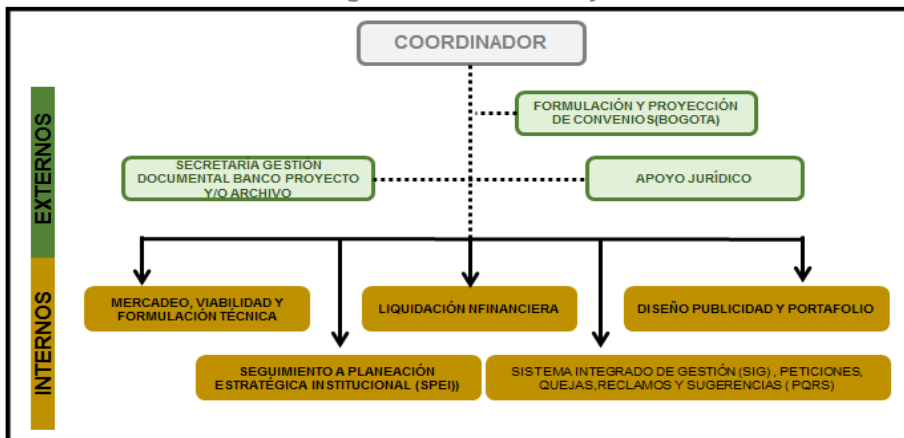 COORDINADOR
EXTERNOS
FORMULACIÓN Y PROYECCIÓN
DE CONVENIOS(BOGOTA)
SECRETARÍA GESTIÓN
DOCUMENTAL BANCO PROYECTO
Y/O ARCHIVO
APOYO JURÍDICO
INTERNOS
MERCADEO, VIABILIDAD Y
FORMULACIÓN TÉCNICA
LIQUIDACIÓN NFINANCIERA
DISEÑO PUBLICIDAD Y PORTAFOLIO
SEGUIMIENTO A PLANEACIÓN
ESTRATÉGICA INSTITUCIONAL (SPEI))
SISTEMA INTEGRADO DE GESTIÓN (SIG) , PETICIONES,
QUEJAS,RECLAMOS Y SUGERENCIAS ( PQRS)